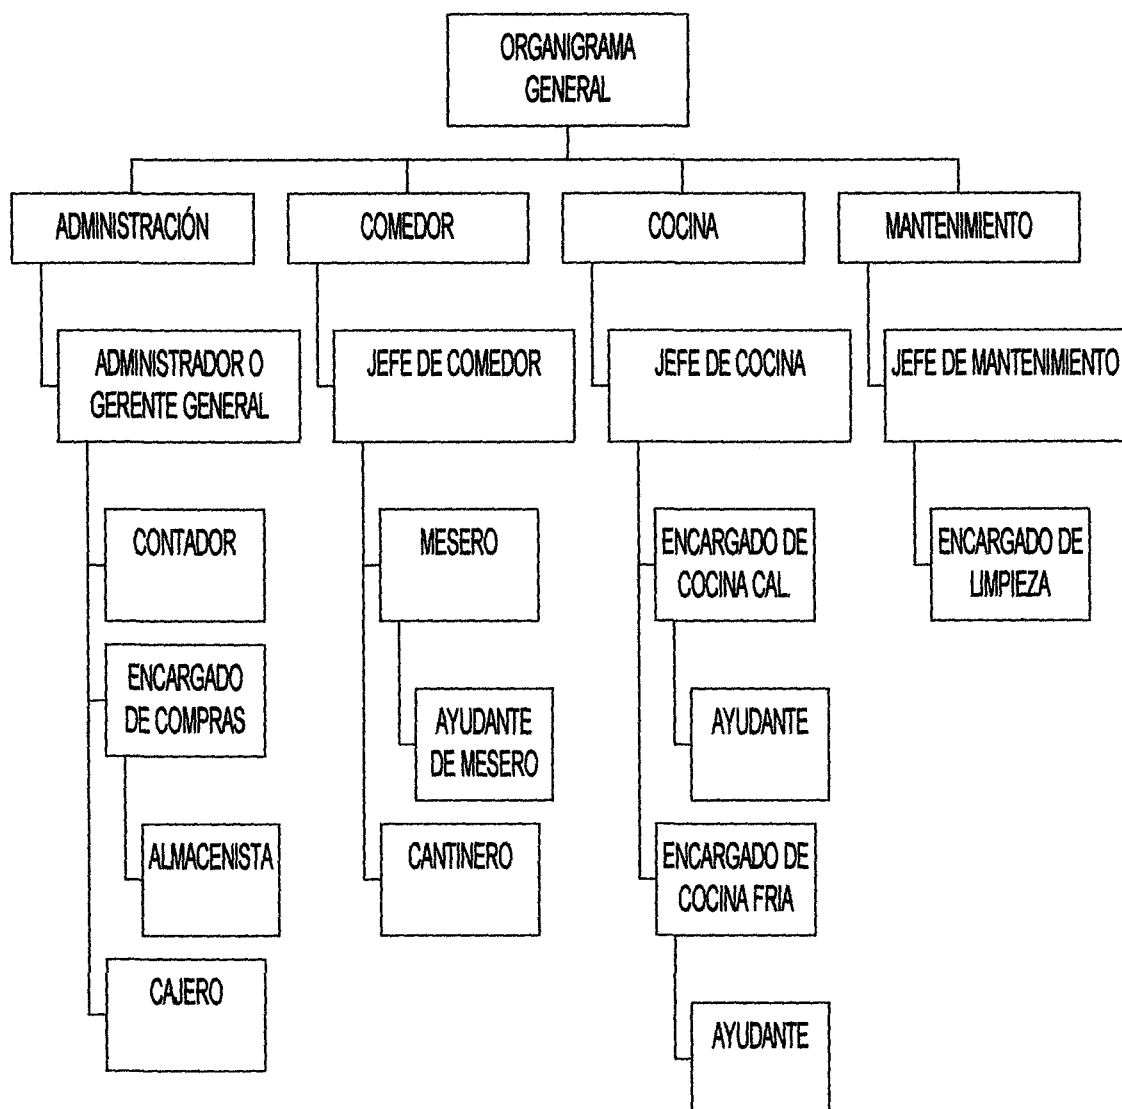 ORGANIGRAMA
GENERAL
ADMINISTRACIÓN
COMEDOR
COCINA
MANTENIMIENTO
ADMINISTRADOR O
GERENTE GENERAL
JEFE DE COMEDOR
JEFE DE COCINA
JEFE DE MANTENIMIENTO
CONTADOR
MESERO
ENCARGADO DE
COCINA CAL.
ENCARGADO DE
LIMPIEZA
ENCARGADO
DE COMPRAS
AYUDANTE
DE MESERO
AYUDANTE
ALMACENISTA
CANTINERO
ENCARGADO DE
COCINA FRIA
CAJERO
AYUDANTE